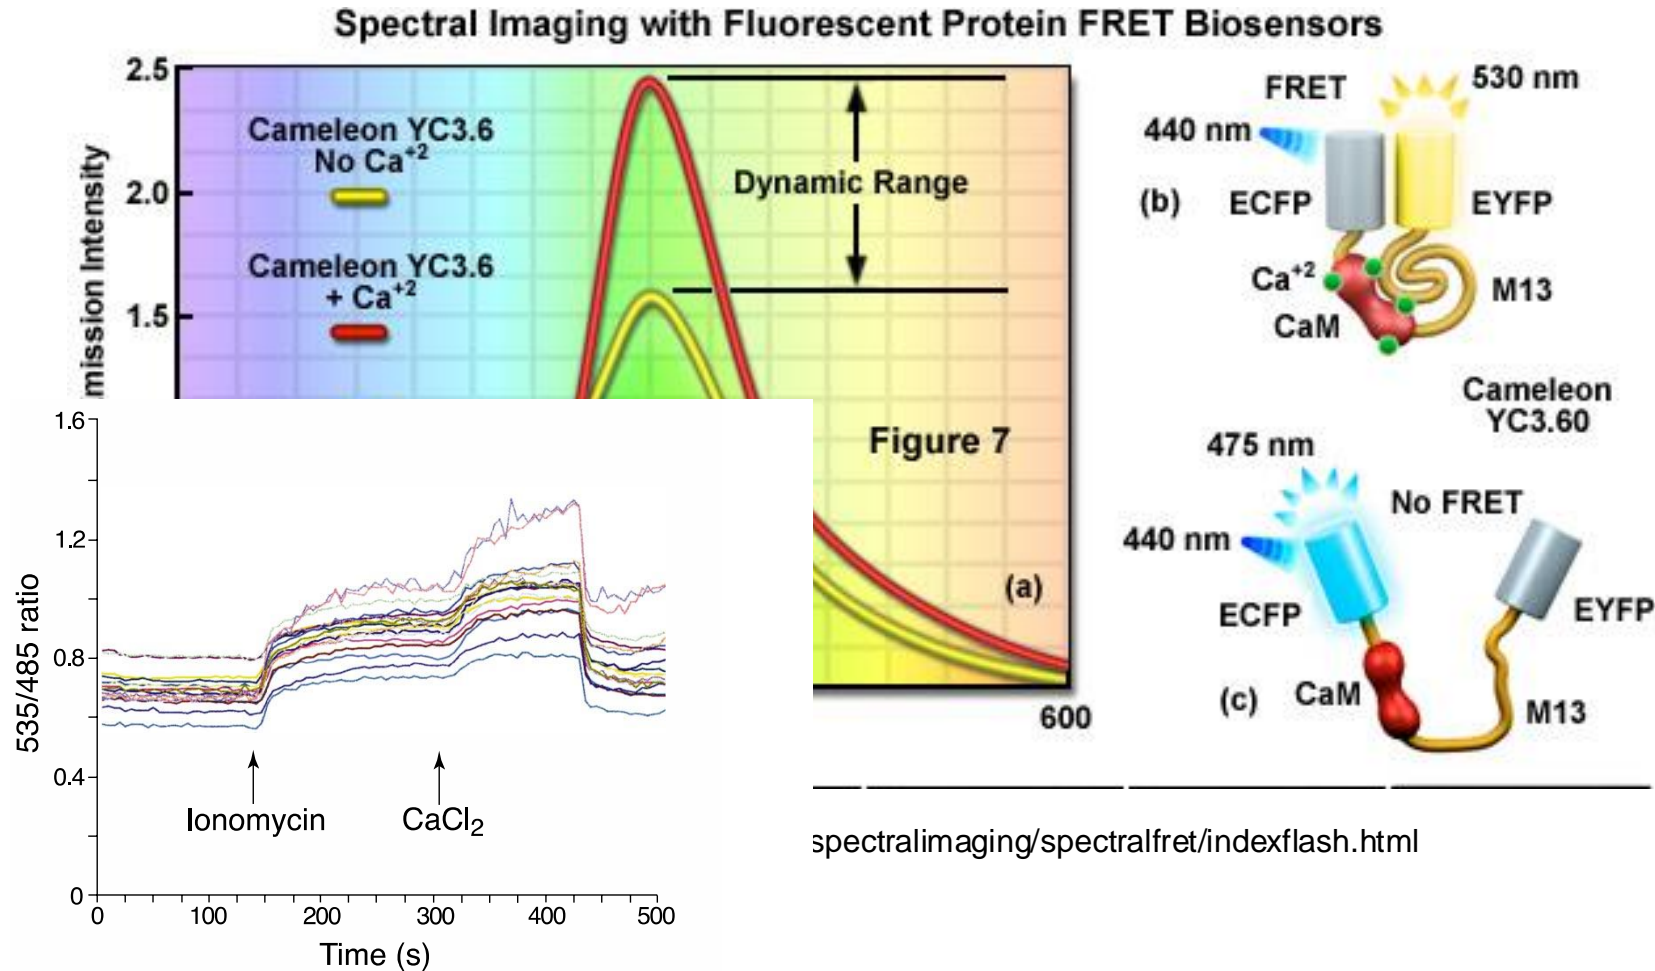 Spectral Imaging with Fluorescent Protein FRET Biosensors
2.5
2.0
1.5
mission Intensity
Cameleon YC3.6
No Ca+2
Cameleon YC3.6
+ Ca+2
Dynamic Range
Figure 7
(a)
600
FRET
530 nm
440 nm
(b)
ECFP
EYFP
Ca+2
M13
CaM
Cameleon
YC3.60
475 nm
No FRET
440 nm
ECFP
EYFP
(c)
CaM
M13
1.6
1.2
0.8
0.4
0
535/485 ratio
Ionomycin
CaCl2
0
100
200
300
400
500
Time (s)
spectralimaging/spectralfret/indexflash.html